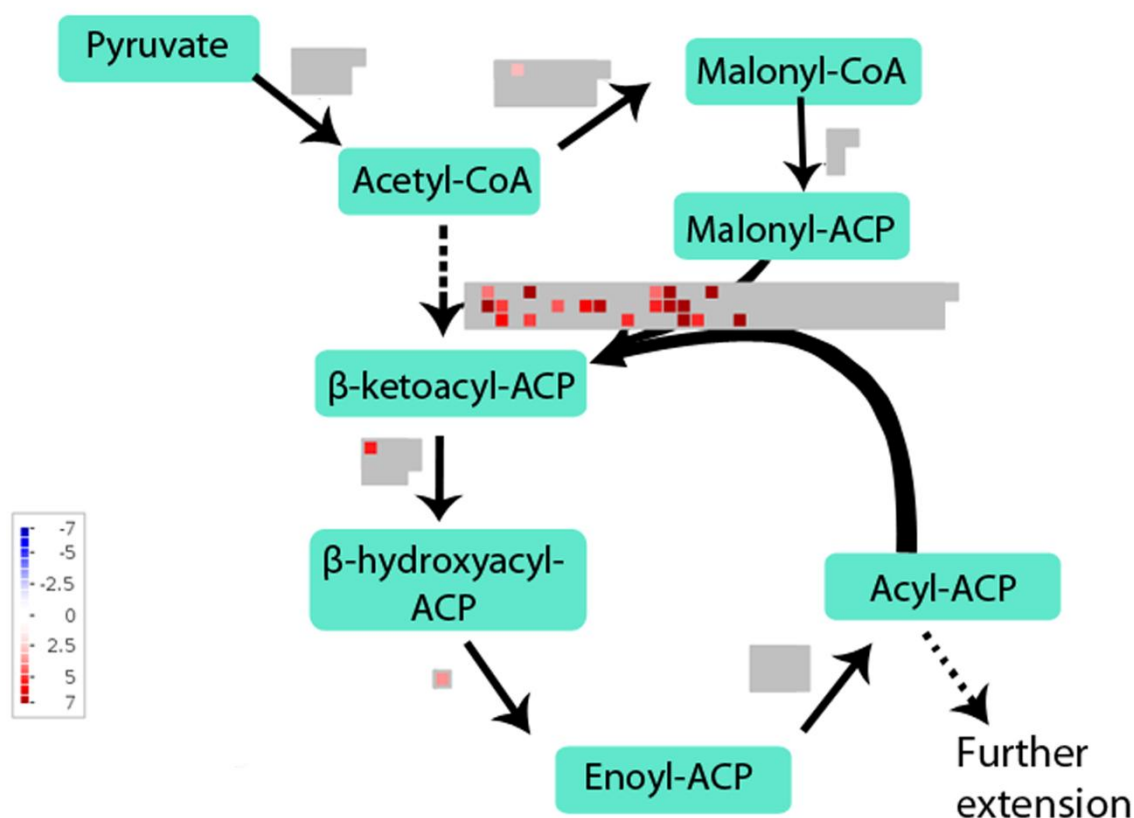 Pyruvate
Malonyl-CoA
Acetyl-CoA
Malonyl-ACP
β-ketoacyl-ACP
β-hydroxyacyl-
ACP
Acyl-ACP
Enoyl-ACP
Further
extension
-7
-5
-2.5
0
2.5
5
7